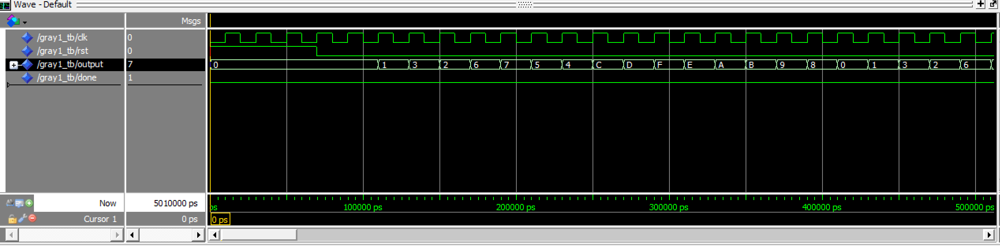 Wave - Default
Msgs
/gray1_tb/clk 0
/gray1_tb/rst 0
/gray1_tb/output 7 0 1 3 2 6 7 5 4 C D F E A B 9 8 0 1 3 2 6
/gray1_tb/done 1
Now 5010000 ps ps 100000 ps 200000 ps 300000 ps 400000 ps 500000 ps
Cursor 1 0 ps 0 ps